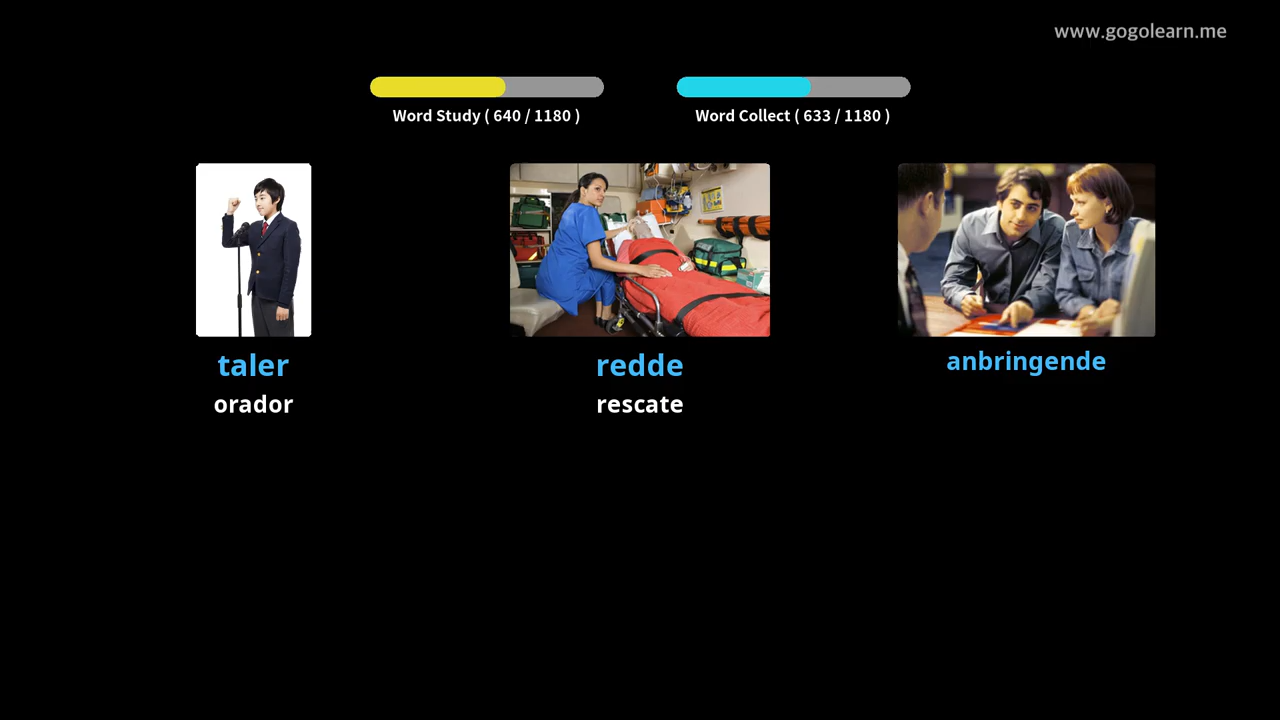 www.gogolearn.me
Word Study ( 640 / 1180 )
Word Collect ( 633 / 1180 )
taler
orador
redde
rescate
anbringende